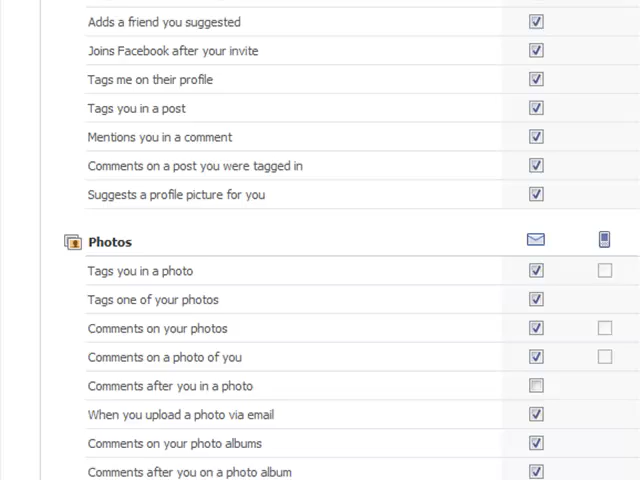 Adds a friend you suggested
Joins Facebook after your invite
Tags me on their profile
Tags you in a post
Mentions you in a comment
Comments on a post you were tagged in
Suggests a profile picture for you
Photos
Tags you in a photo
Tags one of your photos
Comments on your photos
Comments on a photo of you
Comments after you in a photo
When you upload a photo via email
Comments on your photo albums
Comments after you on a photo album